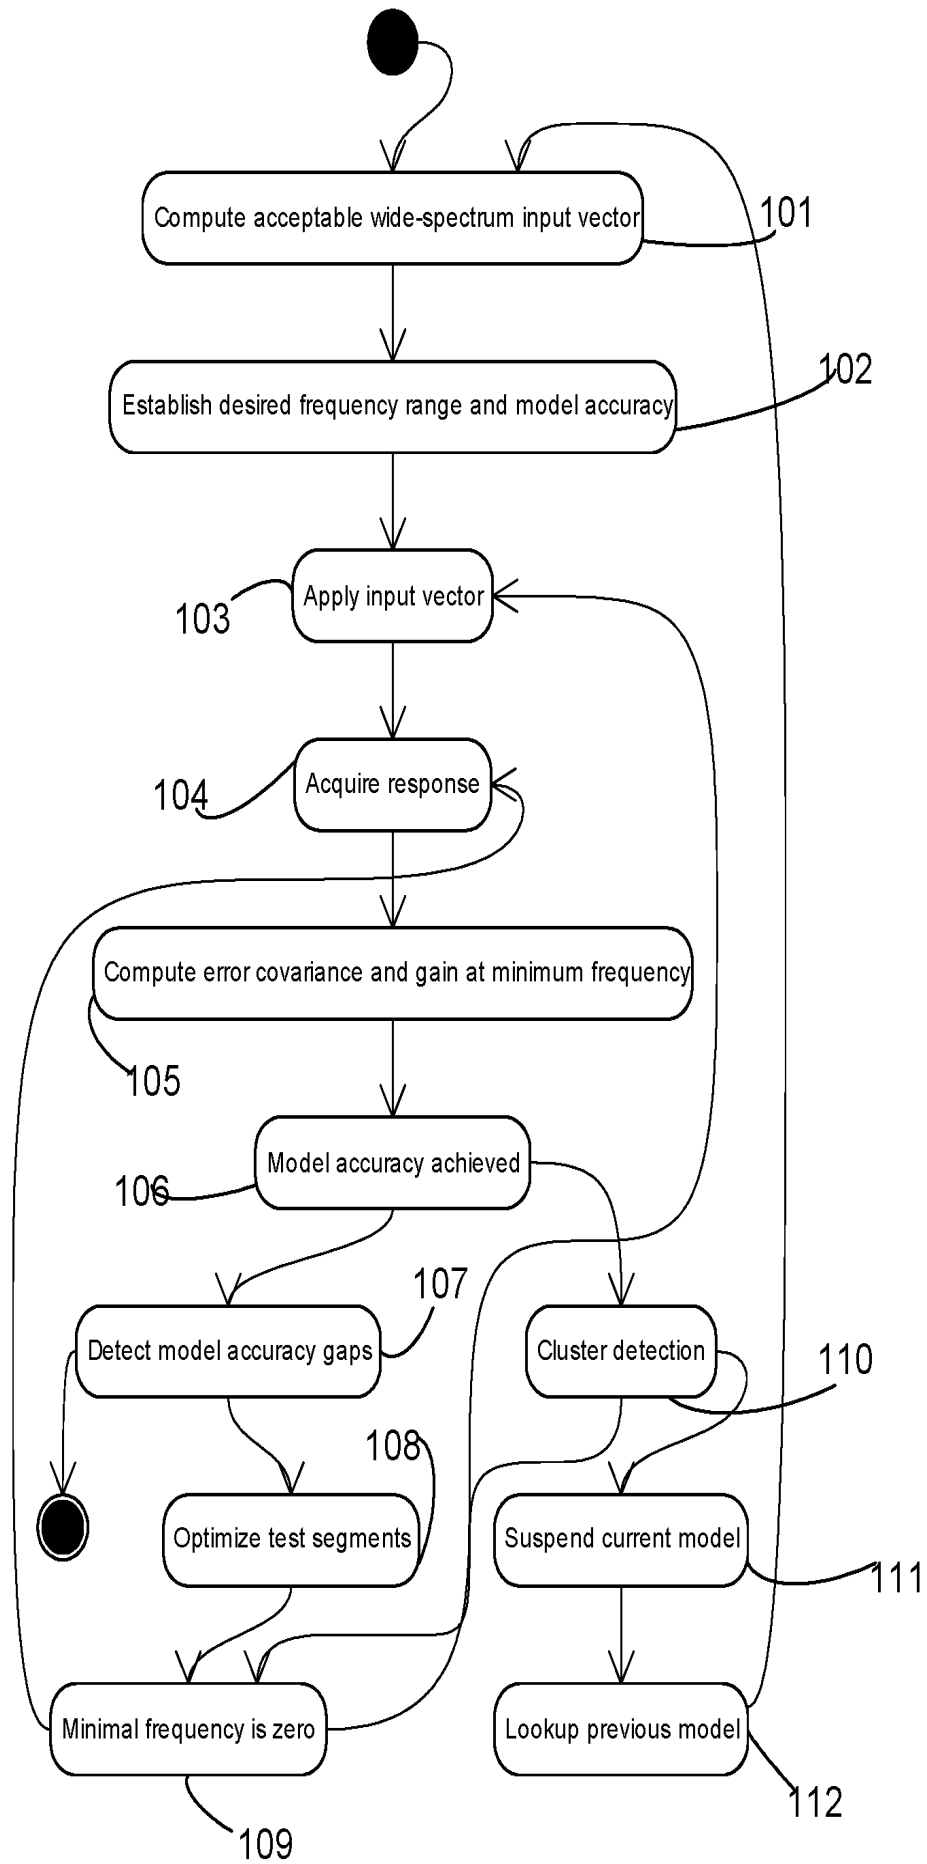 Compute acceptable wide-spectrum input vector
101
Establish desired frequency range and model accuracy
102
Apply input vector
103
Acquire response
104
Compute error covariance and gain at minimum frequency
105
Model accuracy achieved
106
Detect model accuracy gaps
107
Cluster detection
110
Optimize test segments
108
Suspend current model
111
Minimal frequency is zero
109
Lookup previous model
112